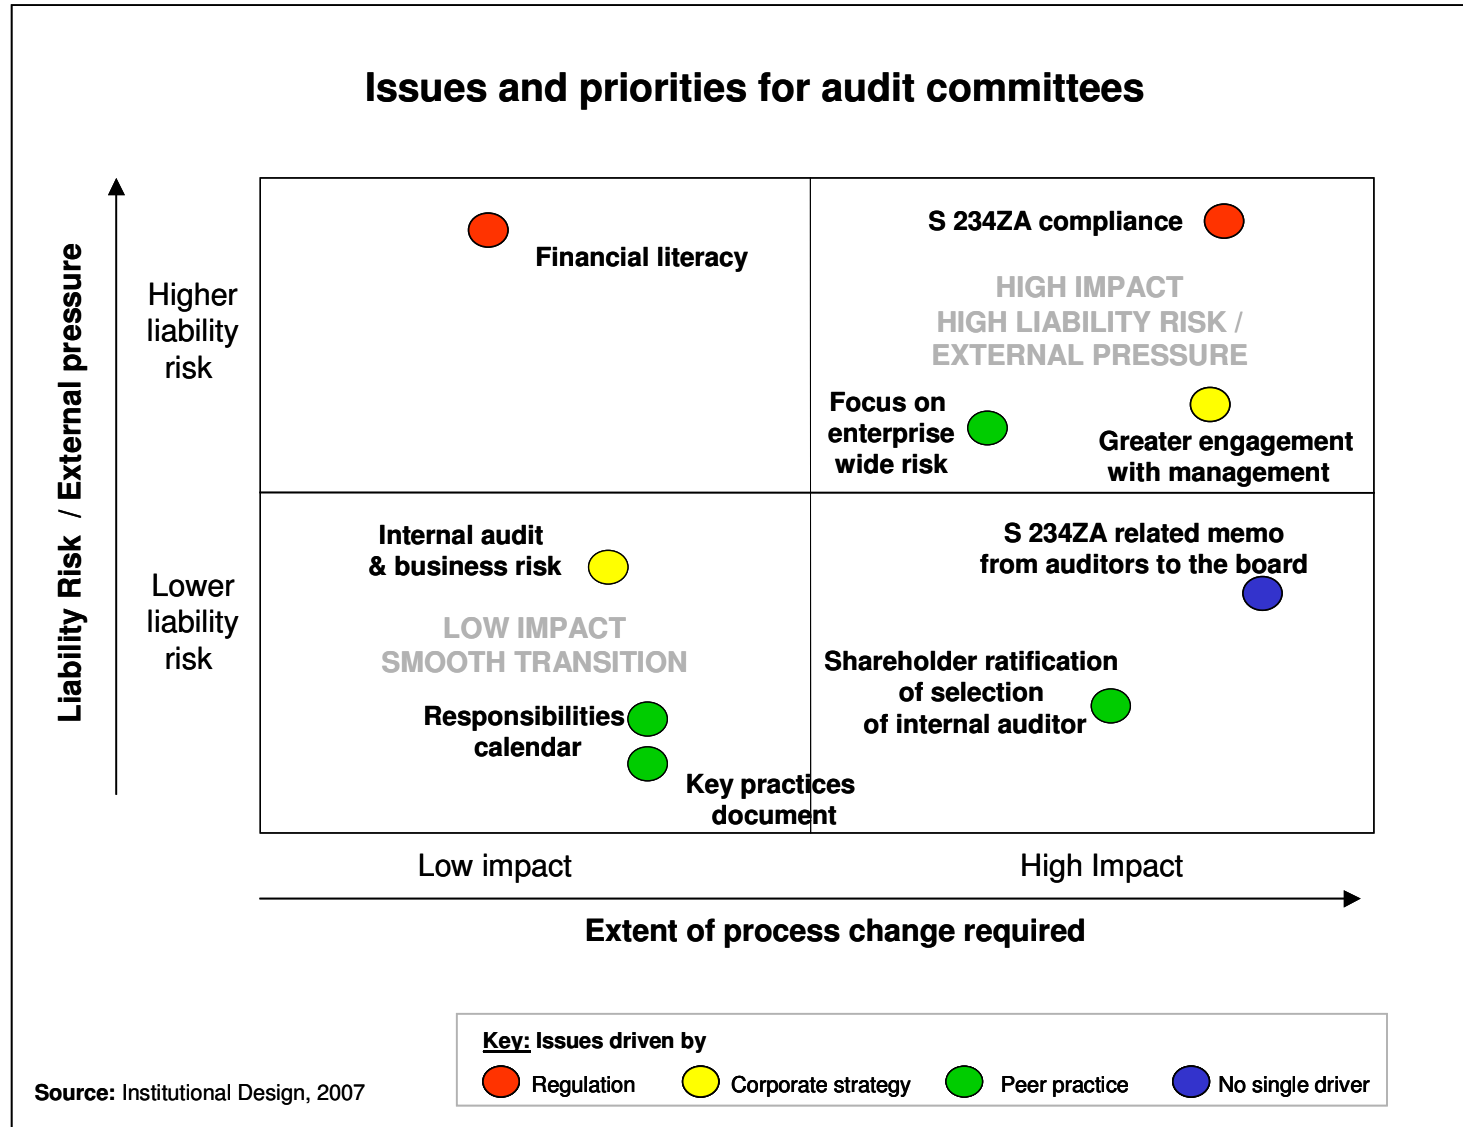 Issues and priorities for audit committees
Liability Risk / External pressure
Higher
liability
risk
Lower
liability
risk
Financial literacy
S 234ZA compliance
HIGH IMPACT
HIGH LIABILITY RISK /
EXTERNAL PRESSURE
Focus on
enterprise
wide risk
Greater engagement
with management
Internal audit
& business risk
LOW IMPACT
SMOOTH TRANSITION
Responsibilities
calendar
Key practices
document
S 234ZA related memo
from auditors to the board
Shareholder ratification
of selection
of internal auditor
Low impact
High Impact
Extent of process change required
Key: Issues driven by
Regulation
Corporate strategy
Peer practice
No single driver
Source: Institutional Design, 2007